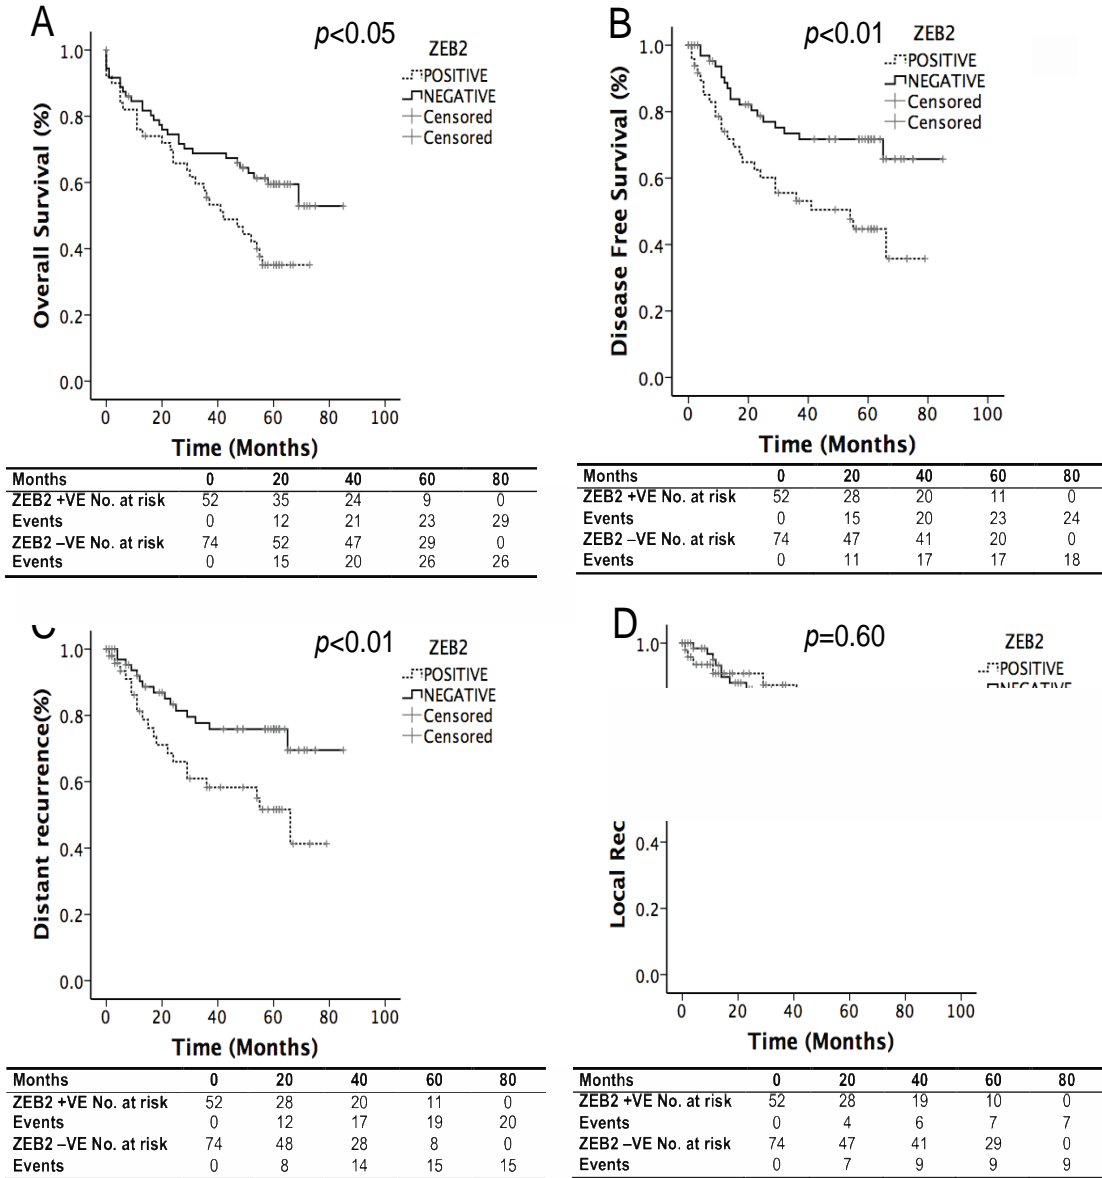 A
p<0.05
ZEB2
POSITIVE
NEGATIVE
Censored
Censored
1.0
0.8
0.6
0.4
0.2
0.0
Overall Survival (%)
0 20 40 60 80 100
Time (Months)
Months 0 20 40 60 80
ZEB2 +VE No. at risk 52 35 24 9 0
Events 0 12 21 23 29
ZEB2 –VE No. at risk 74 52 47 29 0
Events 0 15 20 26 26
B
p<0.01
ZEB2
POSITIVE
NEGATIVE
Censored
Censored
1.0
0.8
0.6
0.4
0.2
0.0
Disease Free Survival (%)
0 20 40 60 80 100
Time (Months)
Months 0 20 40 60 80
ZEB2 +VE No. at risk 52 28 20 11 0
Events 0 15 20 23 24
ZEB2 –VE No. at risk 74 47 41 20 0
Events 0 11 17 17 18
p<0.01
ZEB2
POSITIVE
NEGATIVE
Censored
Censored
1.0
0.8
0.6
0.4
0.2
0.0
Distant recurrence(%)
0 20 40 60 80 100
Time (Months)
Months 0 20 40 60 80
ZEB2 +VE No. at risk 52 28 20 11 0
Events 0 12 17 19 20
ZEB2 –VE No. at risk 74 48 28 8 0
Events 0 8 14 15 15
D
p=0.60
ZEB2
POSITIVE
NEGATIVE
1.0
0.4
0.2
0.0
Local Rec
0 20 40 60 80 100
Time (Months)
Months 0 20 40 60 80
ZEB2 +VE No. at risk 52 28 19 10 0
Events 0 4 6 7 7
ZEB2 –VE No. at risk 74 47 41 29 0
Events 0 7 9 9 9